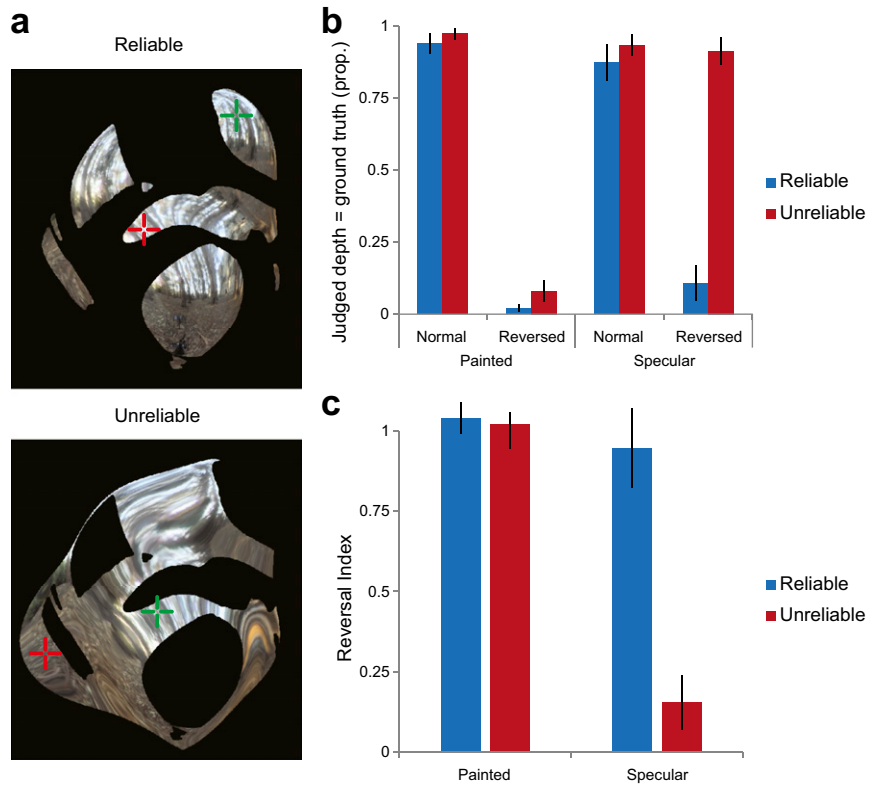 a
Reliable
Unreliable
b
Judged depth = ground truth (prop.)
1
0.75
0.5
0.25
0
Normal Reversed Normal Reversed
Painted Specular
Reliable
Unreliable
c
Reversal Index
1
0.75
0.5
0.25
0
Painted Specular
Reliable
Unreliable